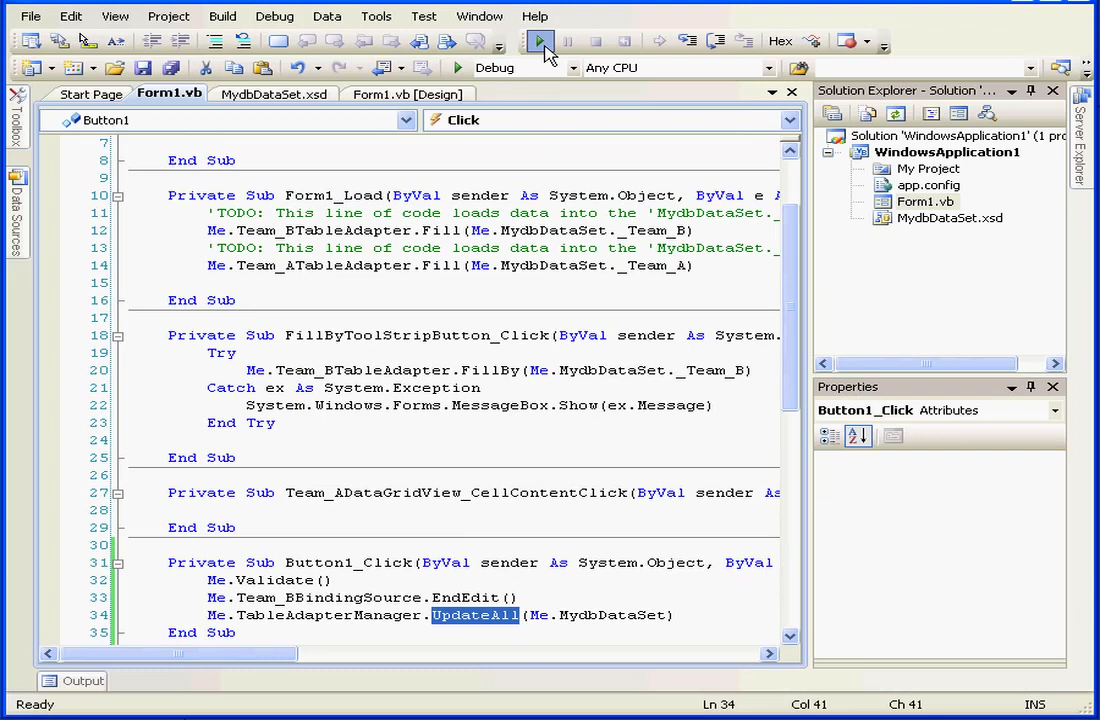 File Edit View Project Build Debug Data Tools Test Window Help
Hex
Debug Any CPU
Start Page Form1.vb MydbDataSet.xsd Form1.vb [Design]
Button1 Click
Toolbox
Data Sources
7
8 End Sub
9
10 Private Sub Form1_Load(ByVal sender As System.Object, ByVal e A
11 'TODO: This line of code loads data into the 'MydbDataSet._
12 Me.Team_BTableAdapter.Fill(Me.MydbDataSet._Team_B)
13 'TODO: This line of code loads data into the 'MydbDataSet._
14 Me.Team_ATableAdapter.Fill(Me.MydbDataSet._Team_A)
15
16 End Sub
17
18 Private Sub FillByToolStripButton_Click(ByVal sender As System.
19 Try
20 Me.Team_BTableAdapter.FillBy(Me.MydbDataSet._Team_B)
21 Catch ex As System.Exception
22 System.Windows.Forms.MessageBox.Show(ex.Message)
23 End Try
24
25 End Sub
26
27 Private Sub Team_ADataGridView_CellContentClick(ByVal sender As
28
29 End Sub
30
31 Private Sub Button1_Click(ByVal sender As System.Object, ByVal
32 Me.Validate()
33 Me.Team_BBindingSource.EndEdit()
34 Me.TableAdapterManager.UpdateAll(Me.MydbDataSet)
35 End Sub
Solution Explorer - Solution '...
Solution 'WindowsApplication1' (1 pro
WindowsApplication1
My Project
app.config
Form1.vb
MydbDataSet.xsd
Server Explorer
Properties
Button1_Click Attributes
Output
Ready Ln 34 Col 41 Ch 41 INS